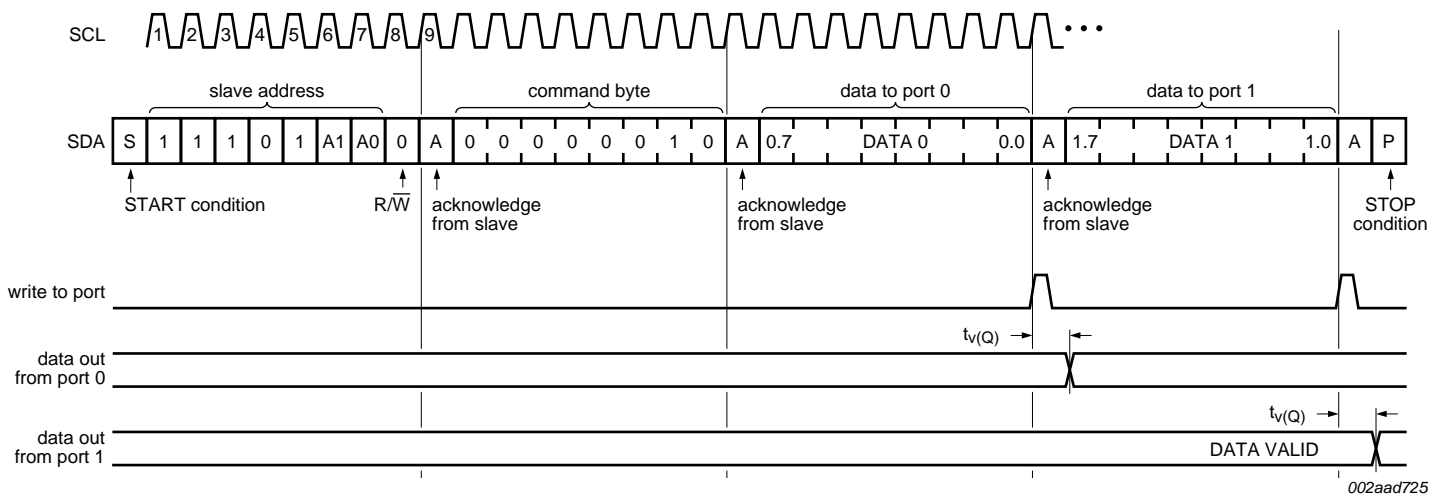 SCL 1 2 3 4 5 6 7 8 9
slave address command byte data to port 0 data to port 1
SDA S 1 1 1 0 1 A1 A0 0 A 0 0 0 0 0 0 1 0 A 0.7 DATA 0 0.0 A 1.7 DATA 1 1.0 A P
START condition R/W̅ acknowledge from slave acknowledge from slave acknowledge from slave STOP condition
write to port
tv(Q)
data out
from port 0
tv(Q)
data out
from port 1 DATA VALID
002aad725